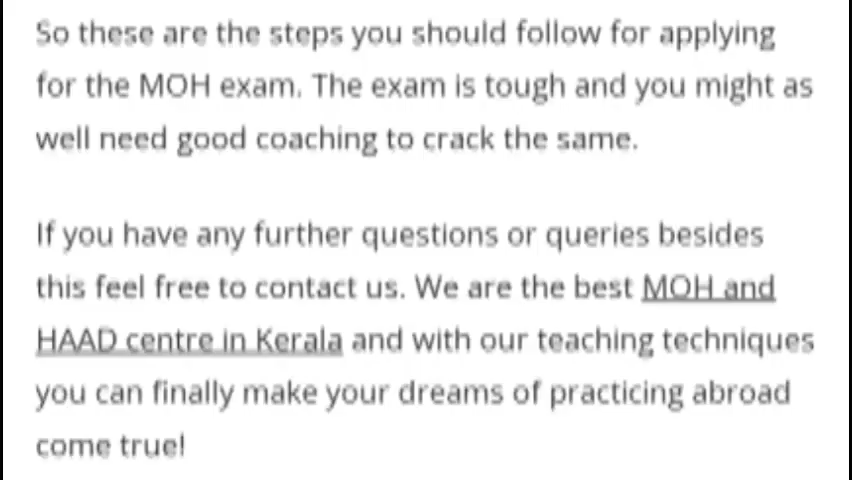 So these are the steps you should follow for applying
for the MOH exam. The exam is tough and you might as
well need good coaching to crack the same.
If you have any further questions or queries besides
this feel free to contact us. We are the best MOH and
HAAD centre in Kerala and with our teaching techniques
you can finally make your dreams of practicing abroad
come true!